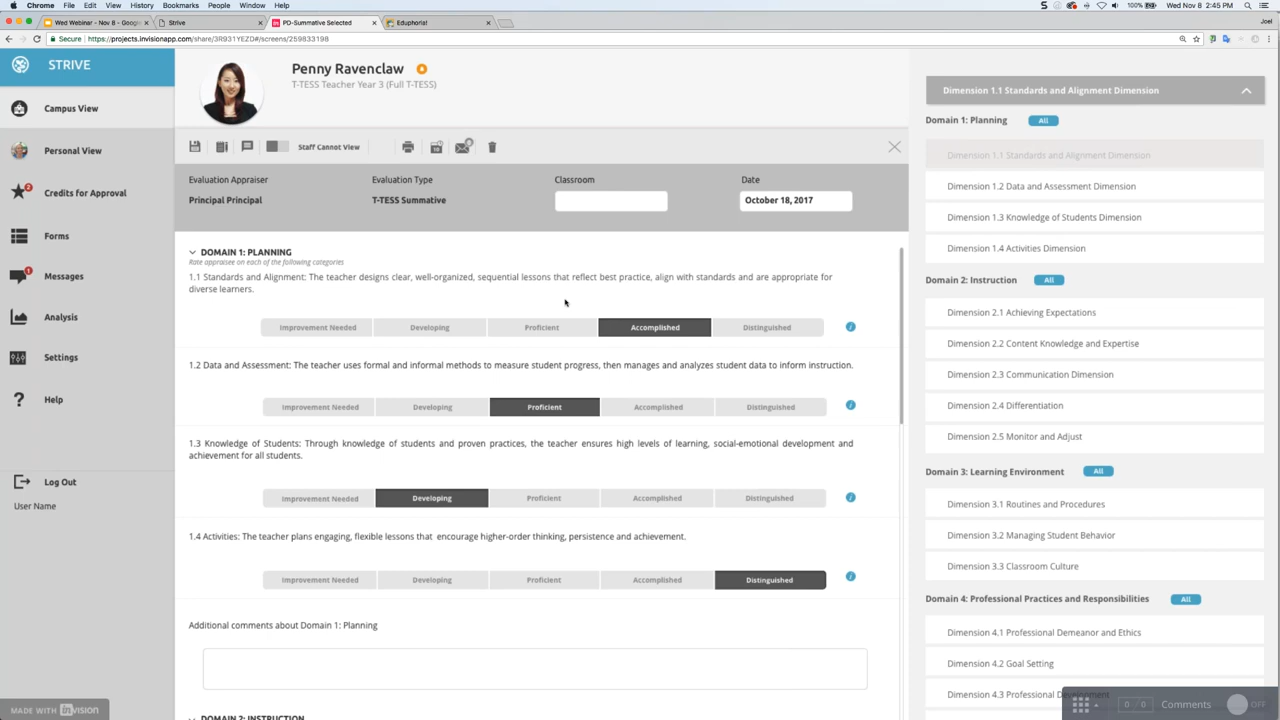 Chrome File Edit View History Bookmarks People Window Help
100% Wed Nov 8 2:45 PM
Wed Webinar - Nov 8 - Google
Strive
PD-Summative Selected
Eduphoria!
Joel
Secure https://projects.invisionapp.com/share/3R931YEZD#/screens/259833198
STRIVE
Campus View
Personal View
2
Credits for Approval
Forms
1
Messages
Analysis
Settings
? Help
Log Out
User Name
MADE WITH invision
Penny Ravenclaw
T-TESS Teacher Year 3 (Full T-TESS)
Staff Cannot View
Evaluation Appraiser Evaluation Type Classroom Date
Principal Principal T-TESS Summative October 18, 2017
DOMAIN 1: PLANNING
Rate appraisee on each of the following categories
1.1 Standards and Alignment: The teacher designs clear, well-organized, sequential lessons that reflect best practice, align with standards and are appropriate for
diverse learners.
Improvement Needed Developing Proficient Accomplished Distinguished
1.2 Data and Assessment: The teacher uses formal and informal methods to measure student progress, then manages and analyzes student data to inform instruction.
Improvement Needed Developing Proficient Accomplished Distinguished
1.3 Knowledge of Students: Through knowledge of students and proven practices, the teacher ensures high levels of learning, social-emotional development and
achievement for all students.
Improvement Needed Developing Proficient Accomplished Distinguished
1.4 Activities: The teacher plans engaging, flexible lessons that encourage higher-order thinking, persistence and achievement.
Improvement Needed Developing Proficient Accomplished Distinguished
Additional comments about Domain 1: Planning
DOMAIN 2: INSTRUCTION
Dimension 1.1 Standards and Alignment Dimension
Domain 1: Planning All
Dimension 1.1 Standards and Alignment Dimension
Dimension 1.2 Data and Assessment Dimension
Dimension 1.3 Knowledge of Students Dimension
Dimension 1.4 Activities Dimension
Domain 2: Instruction All
Dimension 2.1 Achieving Expectations
Dimension 2.2 Content Knowledge and Expertise
Dimension 2.3 Communication Dimension
Dimension 2.4 Differentiation
Dimension 2.5 Monitor and Adjust
Domain 3: Learning Environment All
Dimension 3.1 Routines and Procedures
Dimension 3.2 Managing Student Behavior
Dimension 3.3 Classroom Culture
Domain 4: Professional Practices and Responsibilities All
Dimension 4.1 Professional Demeanor and Ethics
Dimension 4.2 Goal Setting
Dimension 4.3 Professional Development
0 / 0 Comments OFF